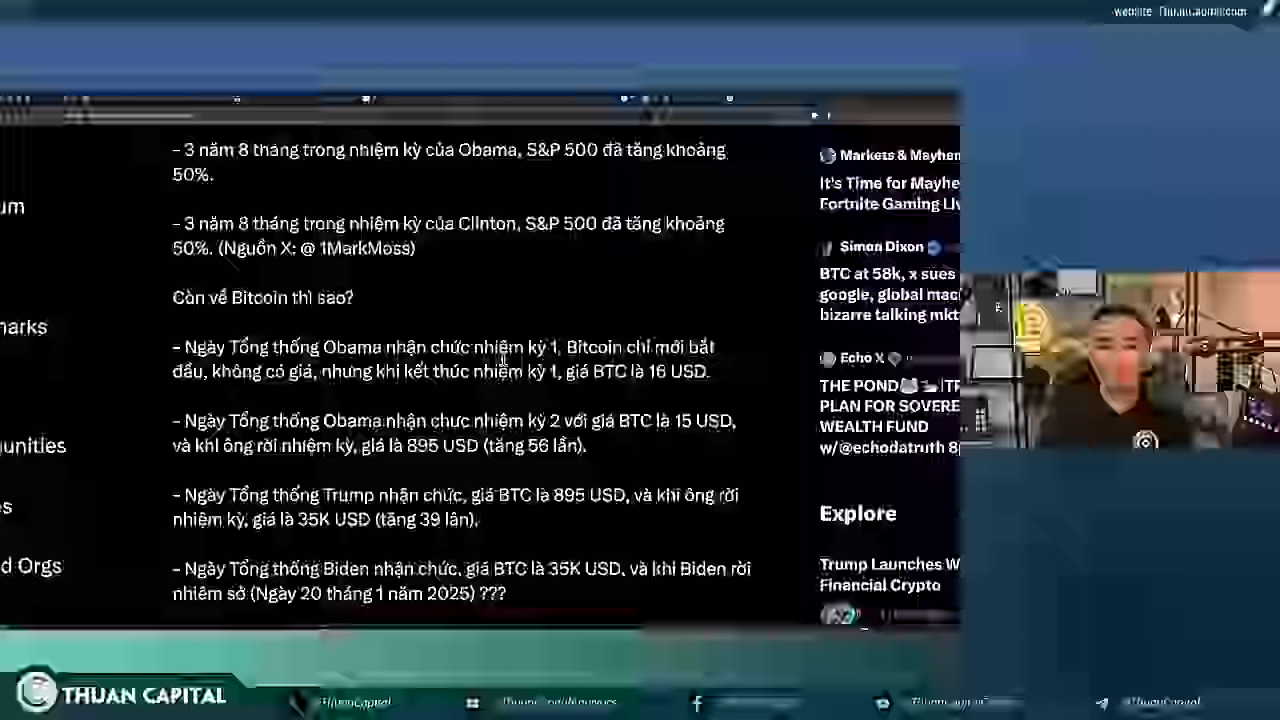 website
- 3 năm 8 tháng trong nhiệm kỳ của Obama, S&P 500 đã tăng khoảng
50%.
- 3 năm 8 tháng trong nhiệm kỳ của Clinton, S&P 500 đã tăng khoảng
50%. (Nguồn X: @ 1MarkMoss)
Còn về Bitcoin thì sao?
- Ngày Tổng thống Obama nhận chức nhiệm kỳ 1, Bitcoin chỉ mới bắt
đầu, không có giá, nhưng khi kết thúc nhiệm kỳ 1, giá BTC là 16 USD.
- Ngày Tổng thống Obama nhận chức nhiệm kỳ 2 với giá BTC là 15 USD,
và khi ông rời nhiệm kỳ, giá là 895 USD (tăng 56 lần).
- Ngày Tổng thống Trump nhận chức, giá BTC là 895 USD, và khi ông rời
nhiệm kỳ, giá là 35K USD (tăng 39 lần).
- Ngày Tổng thống Biden nhận chức, giá BTC là 35K USD, và khi Biden rời
nhiệm sở (Ngày 20 tháng 1 năm 2025) ???
um
narks
unities
s
d Orgs
Markets & Mayhem
It's Time for Mayhe
Fortnite Gaming Liv
Simon Dixon
BTC at 58k, x sues
google, global mac
bizarre talking mkt
Echo X
THE POND TR
PLAN FOR SOVERE
WEALTH FUND
w/@echodatruth 8
Explore
Trump Launches W
Financial Crypto
THUAN CAPITAL